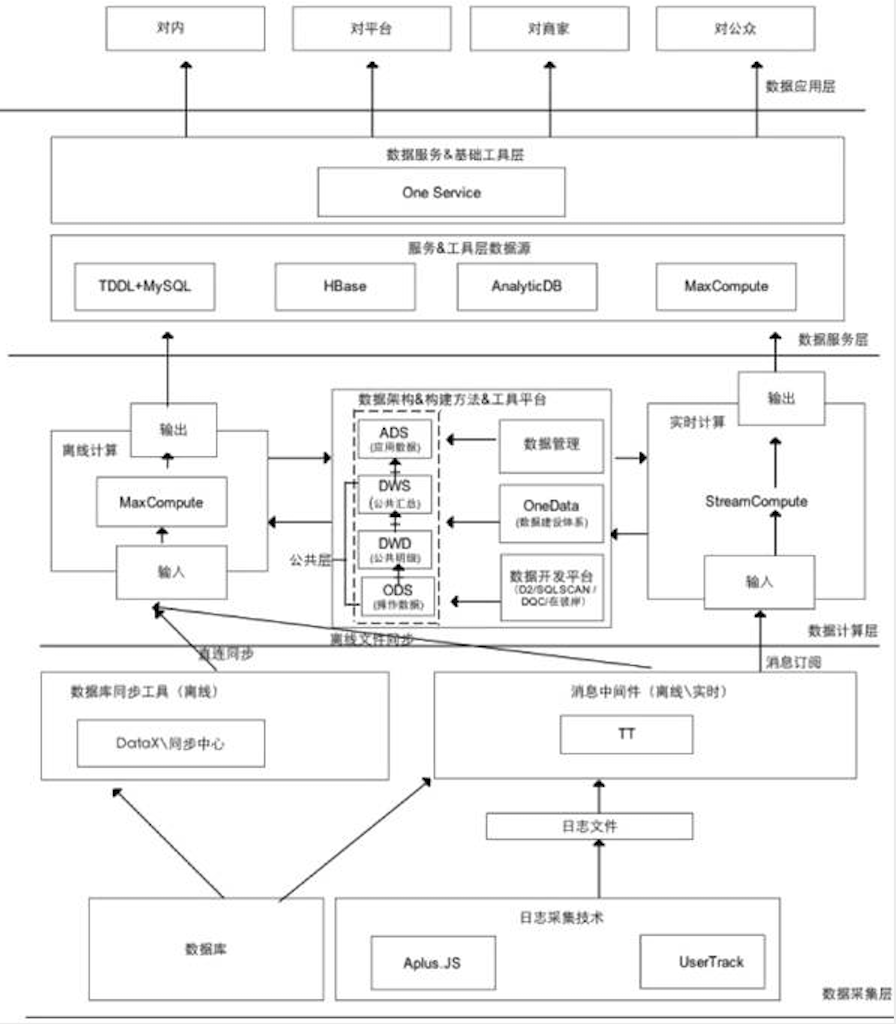 对内
对平台
对商家
对公众
数据应用层
数据服务&基础工具层
One Service
服务&工具层数据源
TDDL+MySQL
HBase
AnalyticDB
MaxCompute
数据服务层
离线计算
输出
MaxCompute
输入
数据架构&构建方法&工具平台
ADS
(应用数据)
DWS
(公共汇总)
DWD
(公共明细)
ODS
(操作数据)
公共层
数据管理
OneData
(数据建设体系)
数据开发平台
(D2/SQLSCAN /
DQC/在彼岸)
实时计算
输出
StreamCompute
输入
数据计算层
直连同步
离线文件同步
消息订阅
数据库同步工具（离线）
DataX\同步中心
消息中间件（离线\实时）
TT
日志文件
数据库
日志采集技术
Aplus.JS
UserTrack
数据采集层